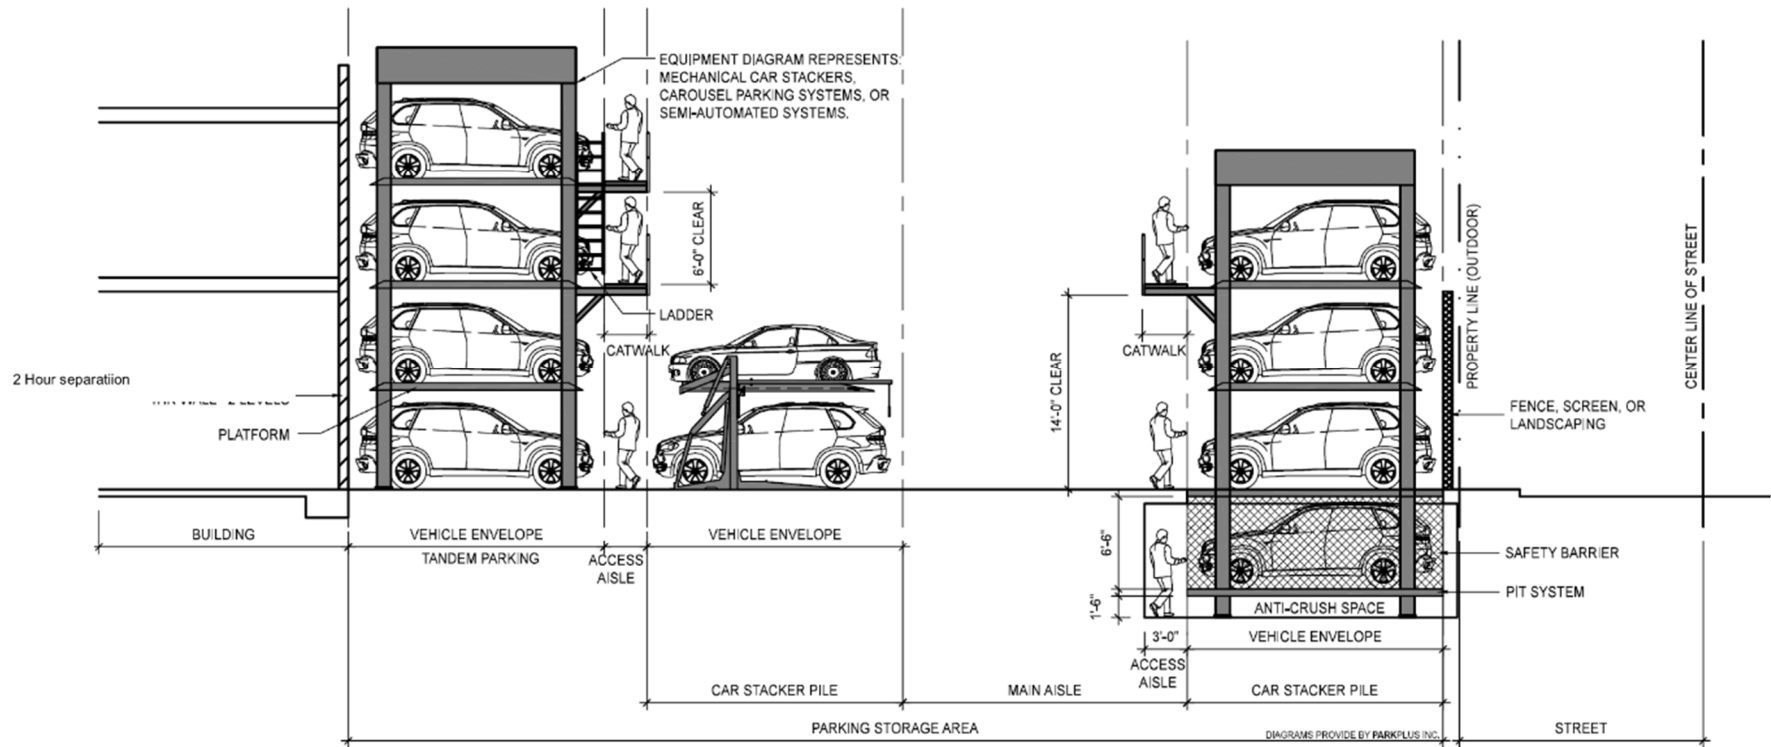 EQUIPMENT DIAGRAM REPRESENTS:
MECHANICAL CAR STACKERS,
CAROUSEL PARKING SYSTEMS, OR
SEMI-AUTOMATED SYSTEMS.
6'-0" CLEAR
LADDER
CATWALK
2 Hour separatiion
WALL 2 LEVELS
PLATFORM
CATWALK
14'-0" CLEAR
PROPERTY LINE (OUTDOOR)
CENTER LINE OF STREET
FENCE, SCREEN, OR
LANDSCAPING
BUILDING
VEHICLE ENVELOPE
TANDEM PARKING
ACCESS
AISLE
VEHICLE ENVELOPE
6'-6"
1'-6"
SAFETY BARRIER
PIT SYSTEM
ANTI-CRUSH SPACE
3'-0"
VEHICLE ENVELOPE
ACCESS
AISLE
CAR STACKER PILE
MAIN AISLE
CAR STACKER PILE
PARKING STORAGE AREA
DIAGRAMS PROVIDE BY PARKPLUS INC.
STREET